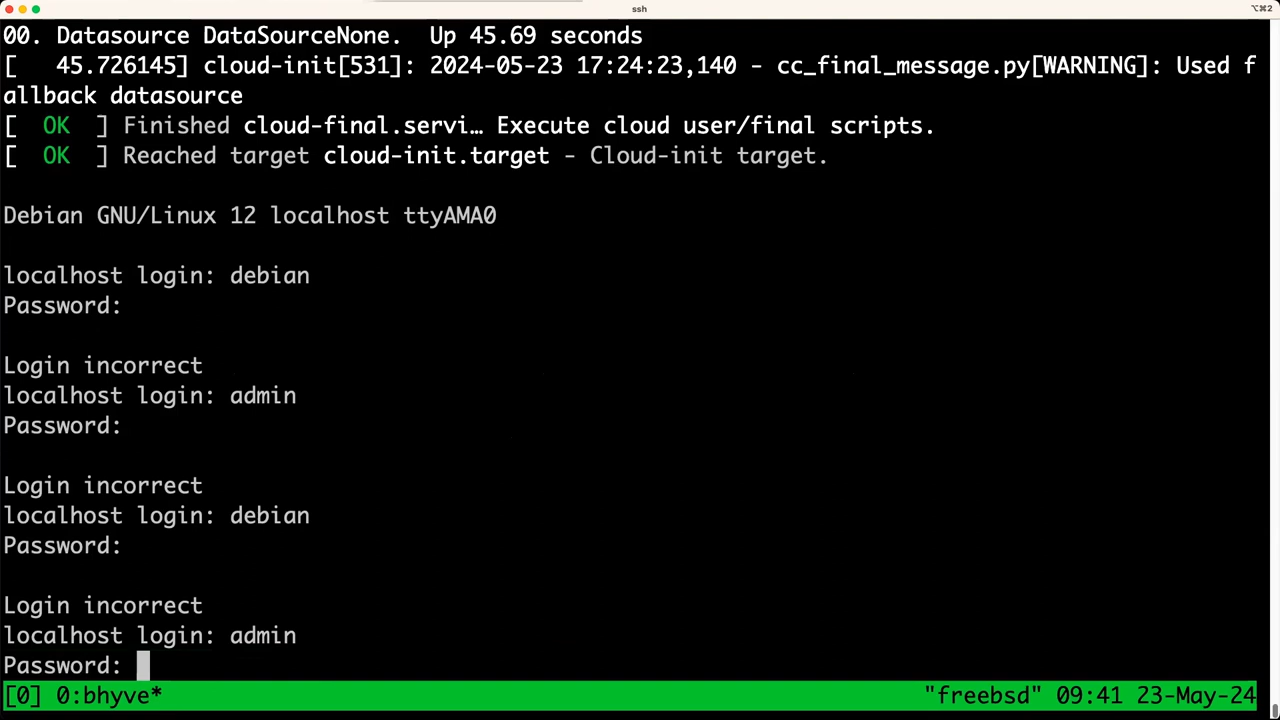 ssh
⌥⌘2
00. Datasource DataSourceNone.  Up 45.69 seconds
[   45.726145] cloud-init[531]: 2024-05-23 17:24:23,140 - cc_final_message.py[WARNING]: Used f
allback datasource
[  OK  ] Finished cloud-final.servi… Execute cloud user/final scripts.
[  OK  ] Reached target cloud-init.target - Cloud-init target.
Debian GNU/Linux 12 localhost ttyAMA0
localhost login: debian
Password:
Login incorrect
localhost login: admin
Password:
Login incorrect
localhost login: debian
Password:
Login incorrect
localhost login: admin
Password:
[0] 0:bhyve* "freebsd" 09:41 23-May-24